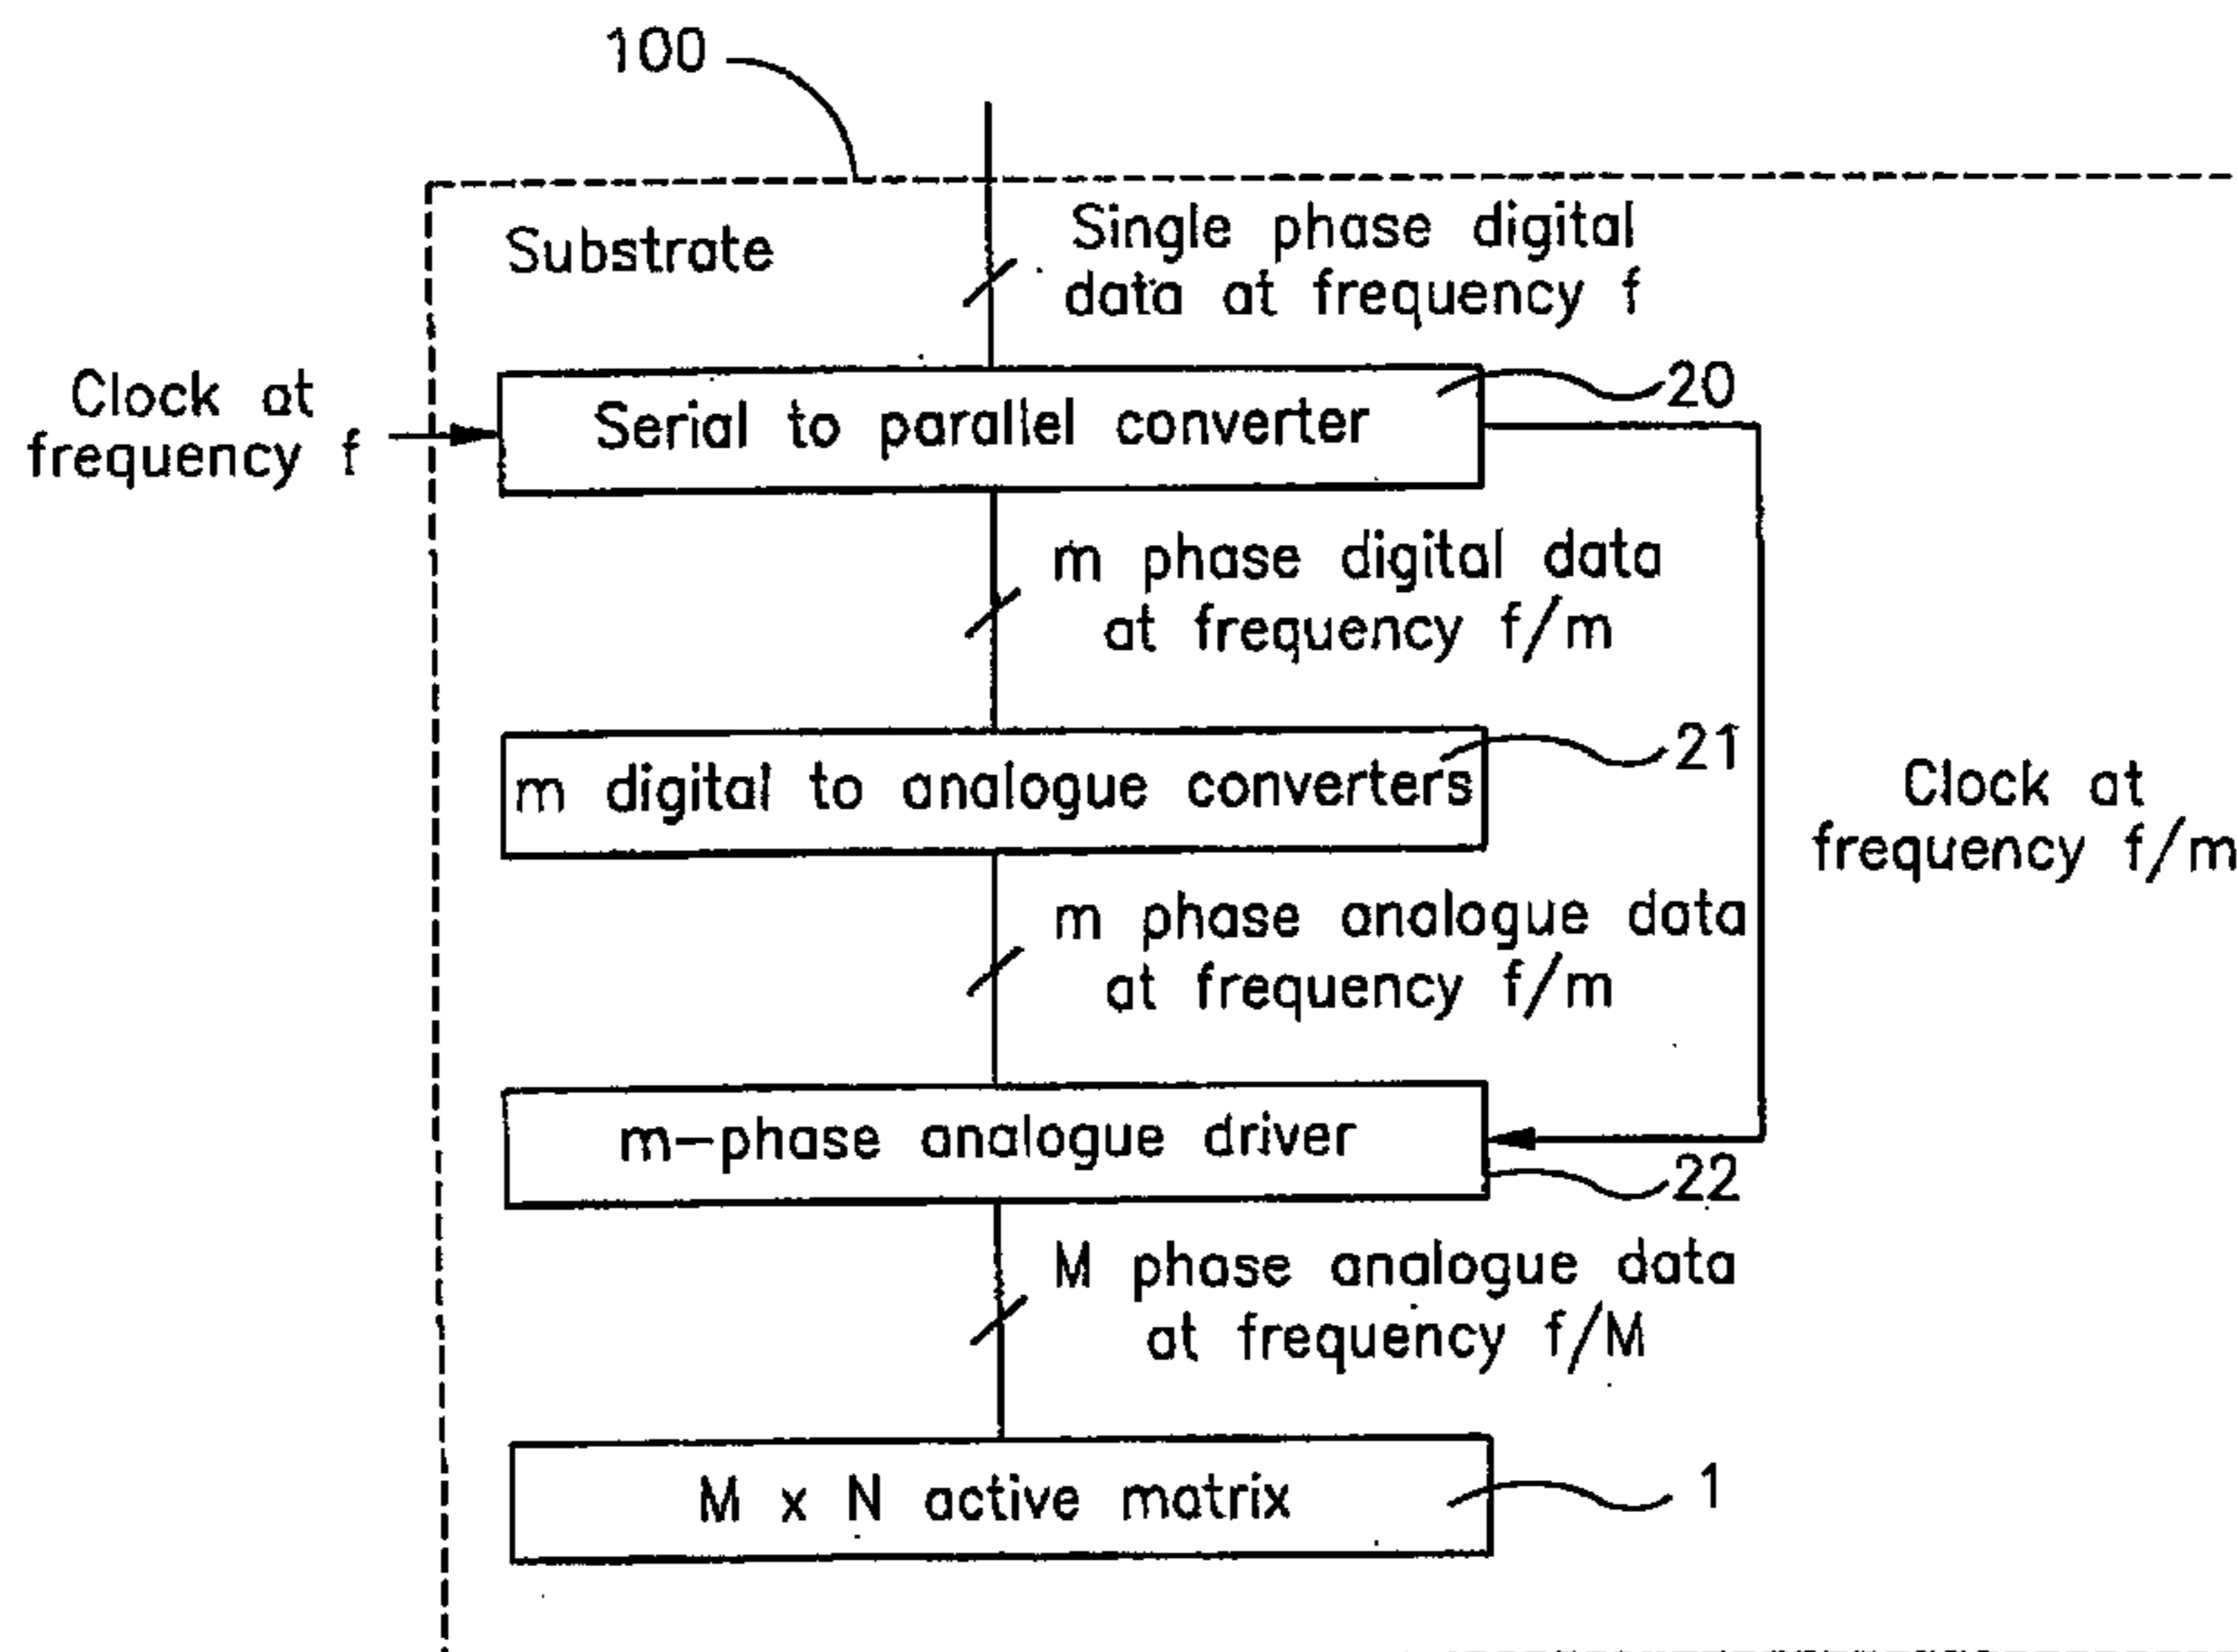 100
Substrate
Single phase digital
data at frequency f
Clock at
frequency f
Serial to parallel converter
20
m phase digital data
at frequency f/m
m digital to analogue converters
21
Clock at
frequency f/m
m phase analogue data
at frequency f/m
m-phase analogue driver
22
M phase analogue data
at frequency f/M
M x N active matrix
1